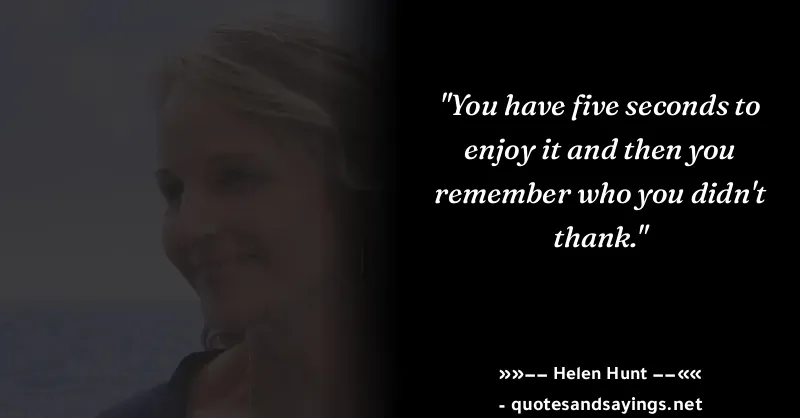 "You have five seconds to
enjoy it and then you
remember who you didn't
thank."
»»−− Helen Hunt −−««
- quotesandsayings.net